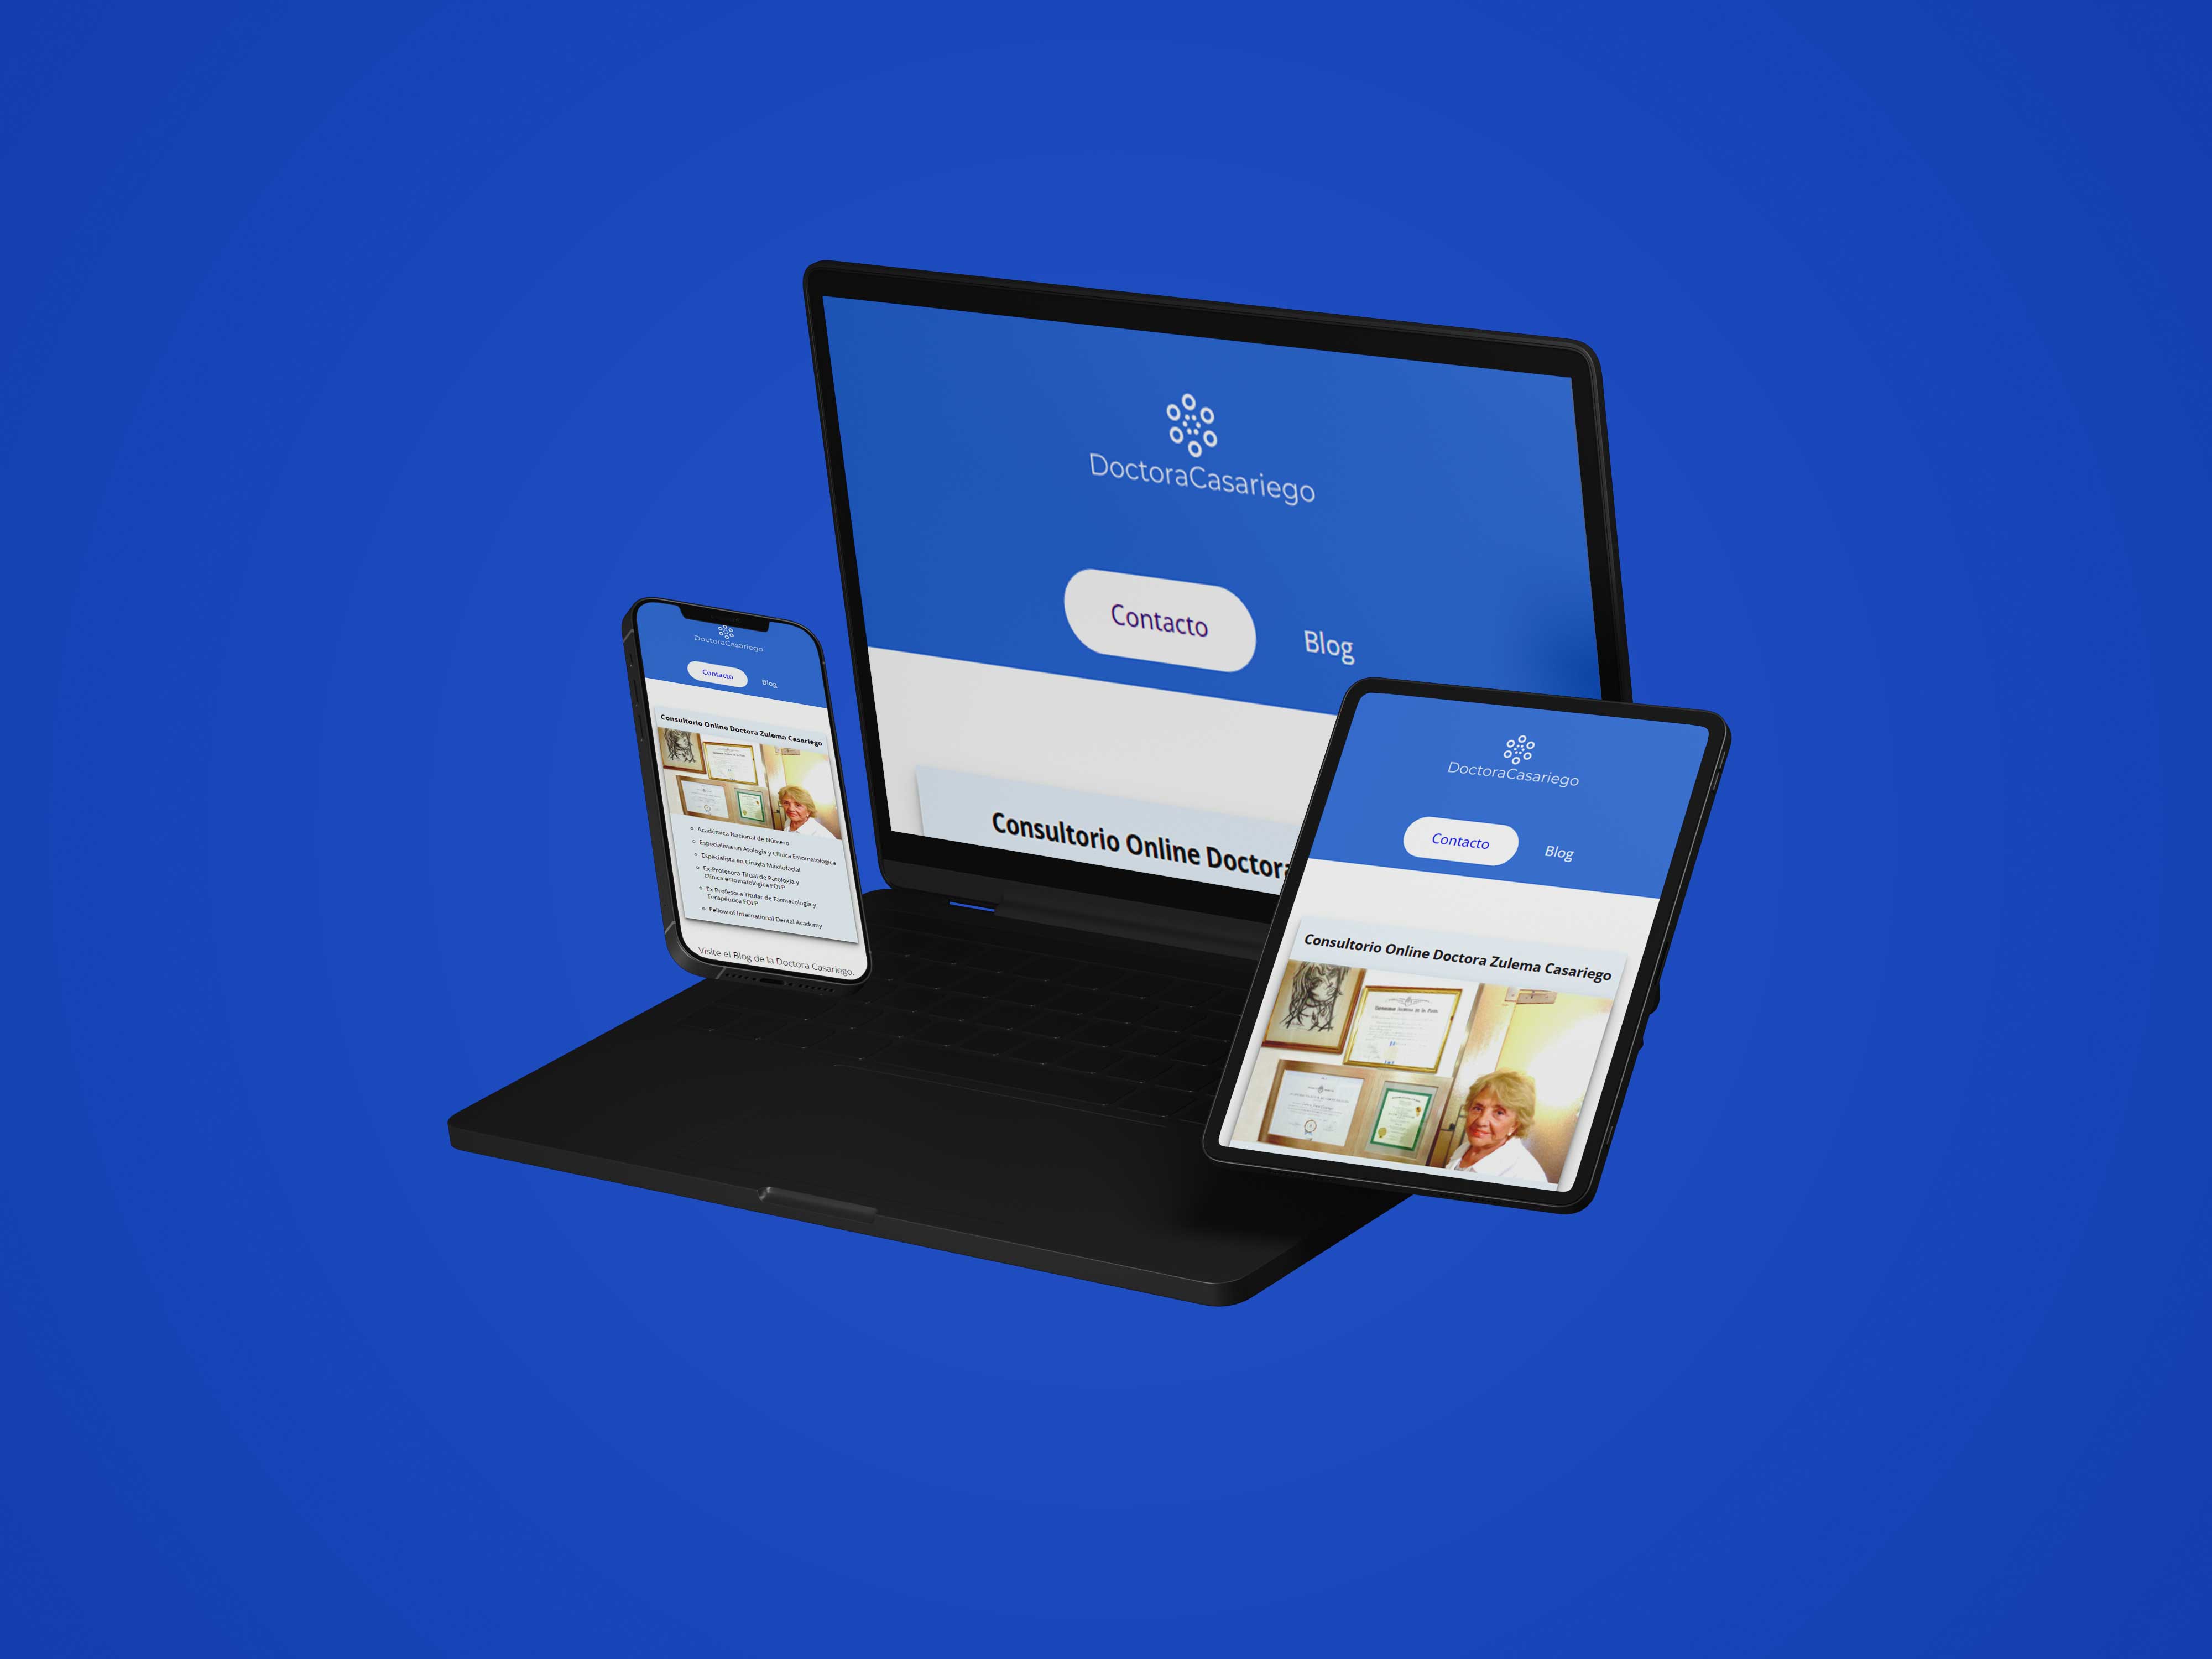 DoctoraCasariego
Contacto
Blog
Consultorio Online Doctora
DoctoraCasariego
Contacto
Blog
Consultorio Online Doctora Zulema Casariego
Académica Nacional de Número
Especialista en Atología y Clínica Estomatológica
Especialista en Cirugía Máxilofacial
Ex-Profesora Titual de Patología y
Clínica estomatológica FOLP
Ex Profesora Titular de Farmacología y
Terapéutica FOLP
Fellow of International Dental Academy
Visite el Blog de la Doctora Casariego.
DoctoraCasariego
Contacto
Blog
Consultorio Online Doctora Zulema Casariego